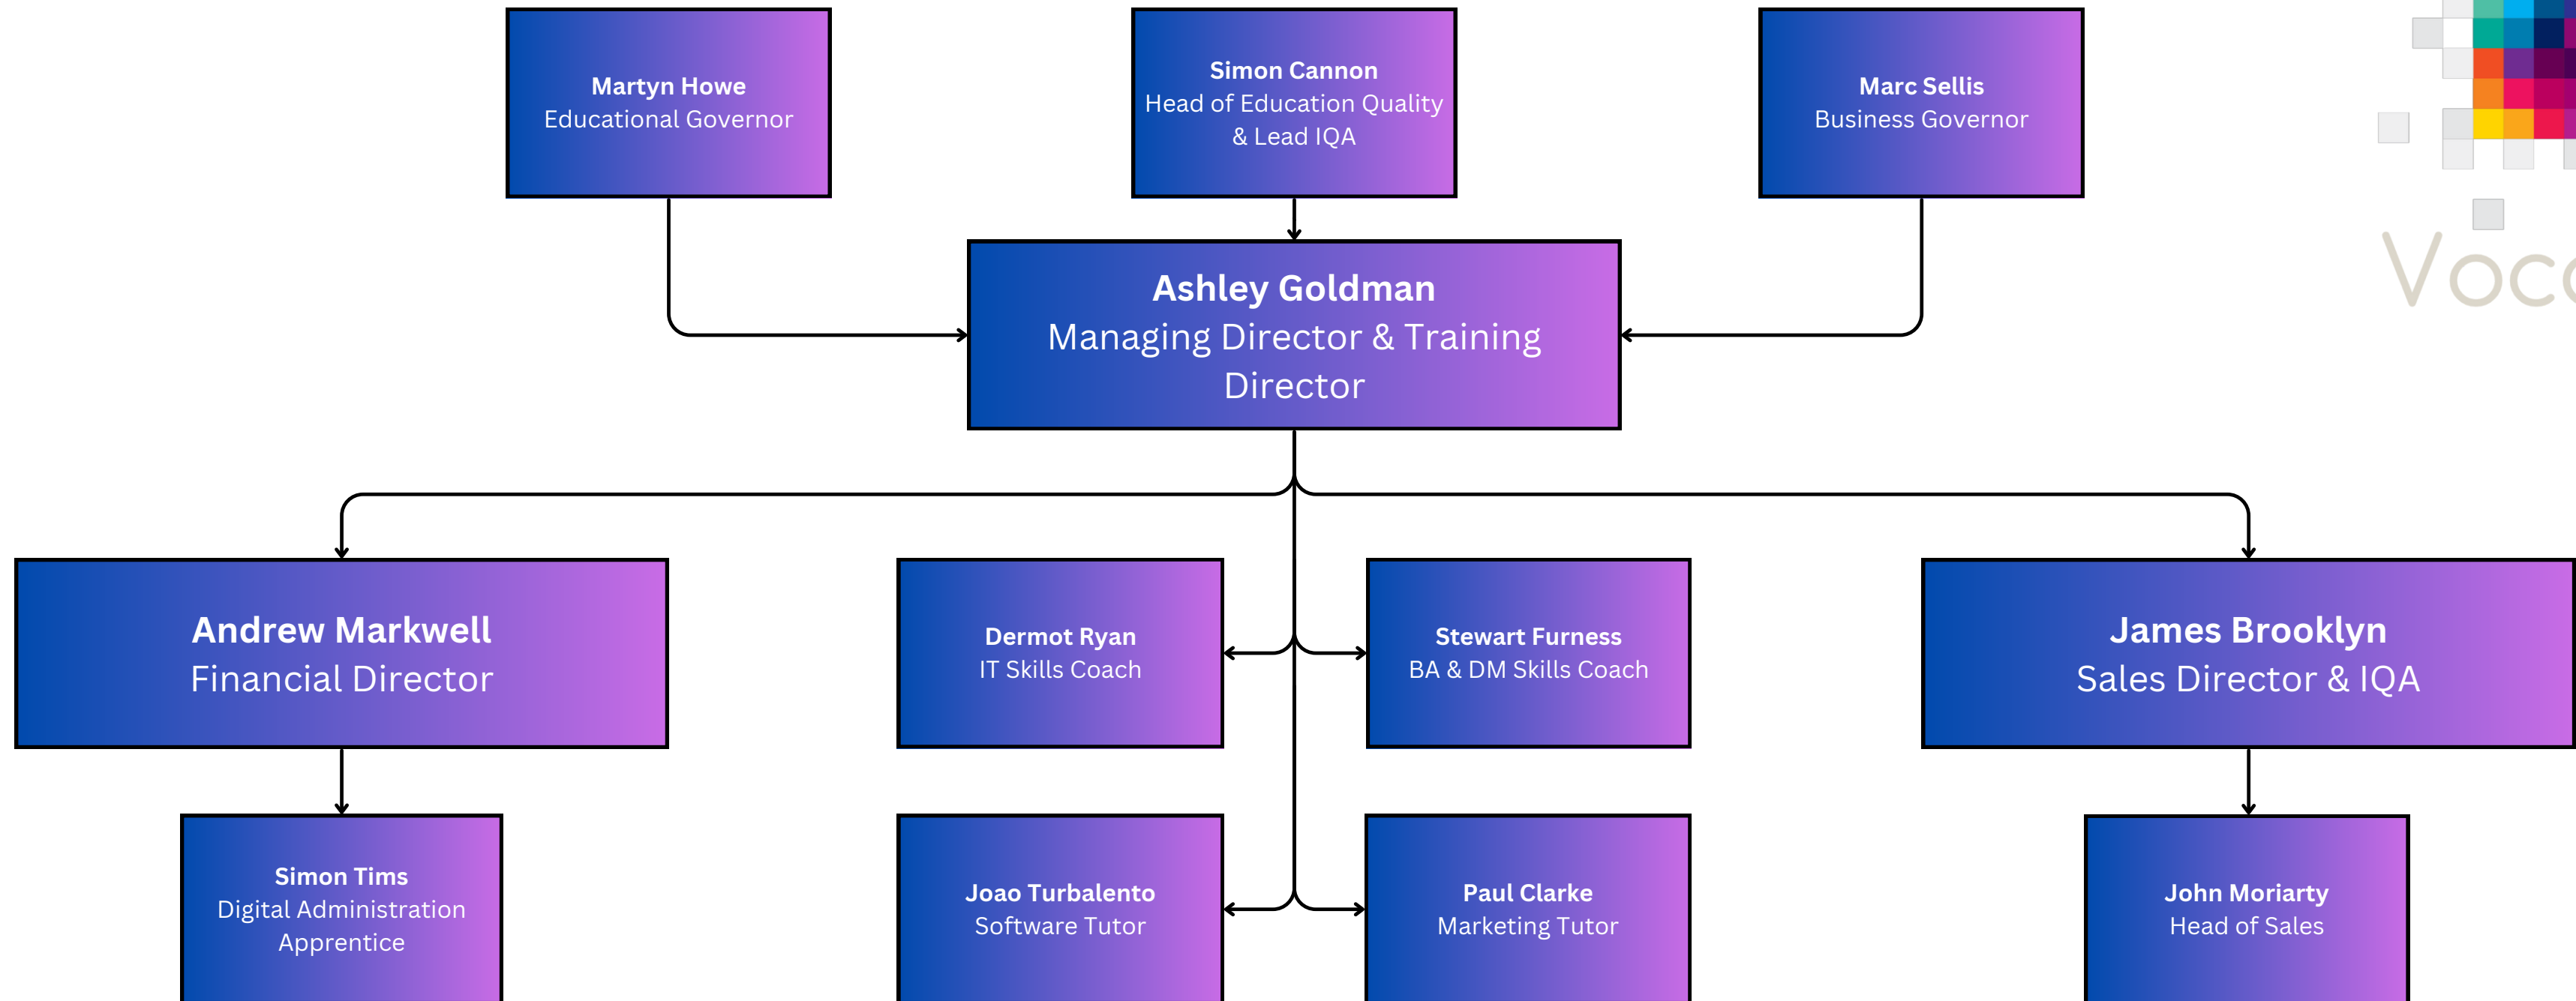 Martyn Howe
Educational Governor
Simon Cannon
Head of Education Quality
& Lead IQA
Marc Sellis
Business Governor
Ashley Goldman
Managing Director & Training
Director
Andrew Markwell
Financial Director
Dermot Ryan
IT Skills Coach
Stewart Furness
BA & DM Skills Coach
James Brooklyn
Sales Director & IQA
Simon Tims
Digital Administration
Apprentice
Joao Turbalento
Software Tutor
Paul Clarke
Marketing Tutor
John Moriarty
Head of Sales